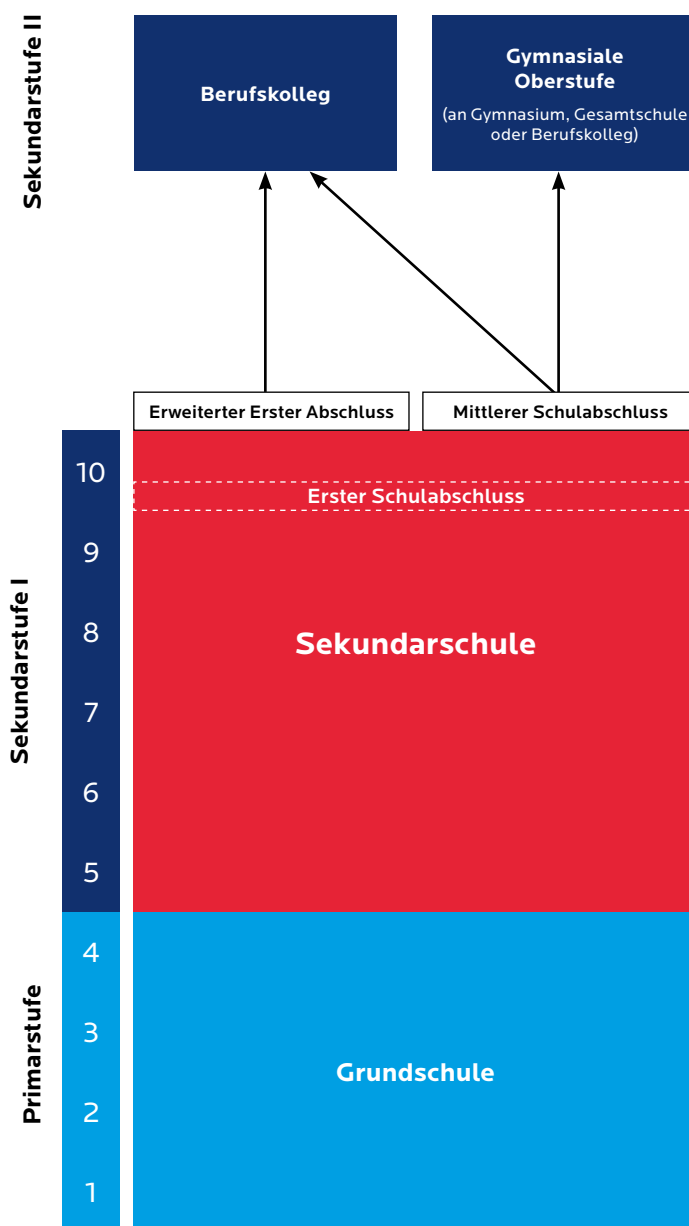 Sekundarstufe II
Berufskolleg
Gymnasiale
Oberstufe
(an Gymnasium, Gesamtschule
oder Berufskolleg)
Erweiterter Erster Abschluss
Mittlerer Schulabschluss
Sekundarstufe I
10
Erster Schulabschluss
9
8
Sekundarschule
7
6
5
Primarstufe
4
3
Grundschule
2
1